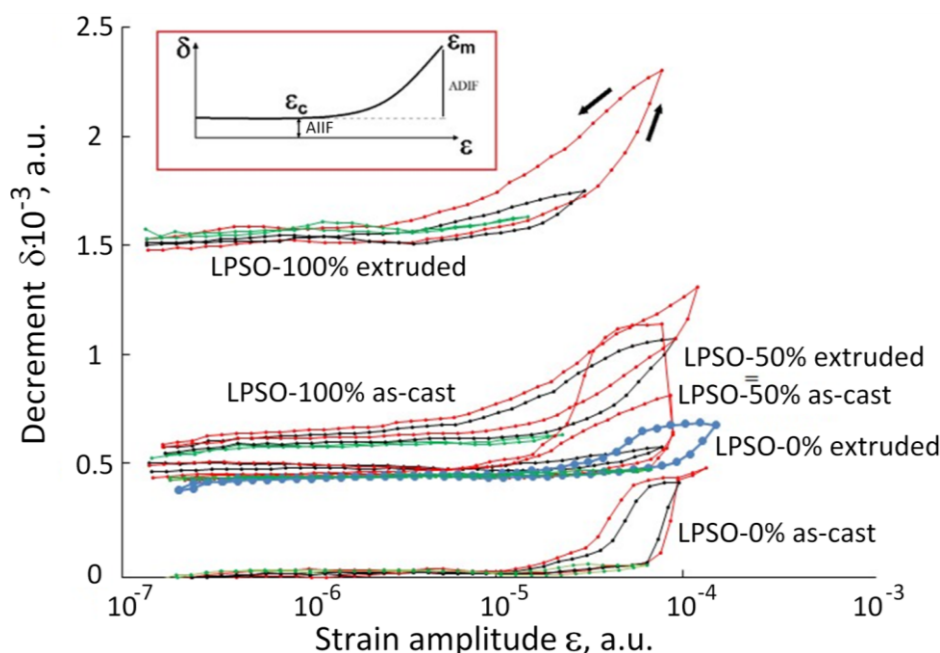 2.5
δ
εm
ADIF
εc
AIIF
ε
2
1.5
LPSO-100% extruded
1
LPSO-100% as-cast
LPSO-50% extruded
=
LPSO-50% as-cast
LPSO-0% extruded
0.5
LPSO-0% as-cast
0
10⁻⁷
10⁻⁶
10⁻⁵
10⁻⁴
10⁻³
Strain amplitude ε, a.u.
Decrement δ·10⁻³, a.u.